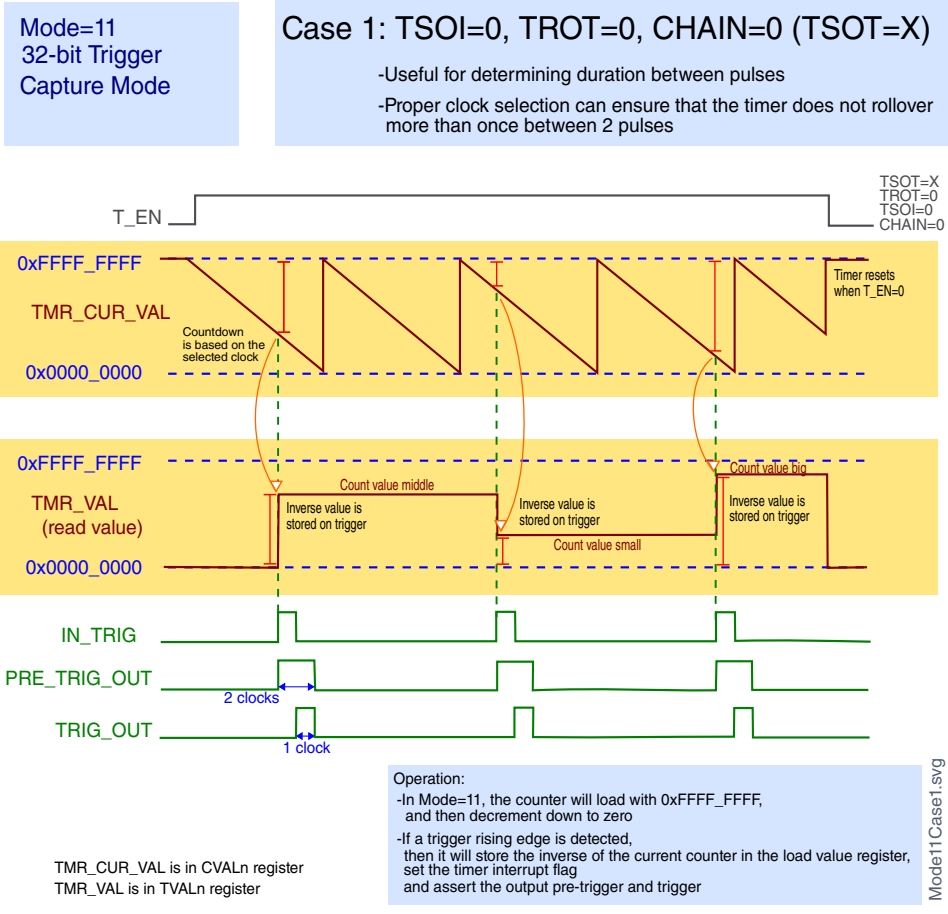 Mode=11
32-bit Trigger
Capture Mode
Case 1: TSOI=0, TROT=0, CHAIN=0 (TSOT=X)
-Useful for determining duration between pulses
-Proper clock selection can ensure that the timer does not rollover
more than once between 2 pulses
TSOT=X
TROT=0
TSOI=0
CHAIN=0
T_EN
0xFFFF_FFFF
TMR_CUR_VAL
0x0000_0000
Countdown
is based on the
selected clock
Timer resets
when T_EN=0
0xFFFF_FFFF
TMR_VAL
(read value)
0x0000_0000
Count value middle
Inverse value is
stored on trigger
Inverse value is
stored on trigger
Count value small
Count value big
Inverse value is
stored on trigger
IN_TRIG
PRE_TRIG_OUT
2 clocks
TRIG_OUT
1 clock
Operation:
-In Mode=11, the counter will load with 0xFFFF_FFFF,
and then decrement down to zero
-If a trigger rising edge is detected,
then it will store the inverse of the current counter in the load value register,
set the timer interrupt flag
and assert the output pre-trigger and trigger
TMR_CUR_VAL is in CVALn register
TMR_VAL is in TVALn register
Mode11Case1.svg